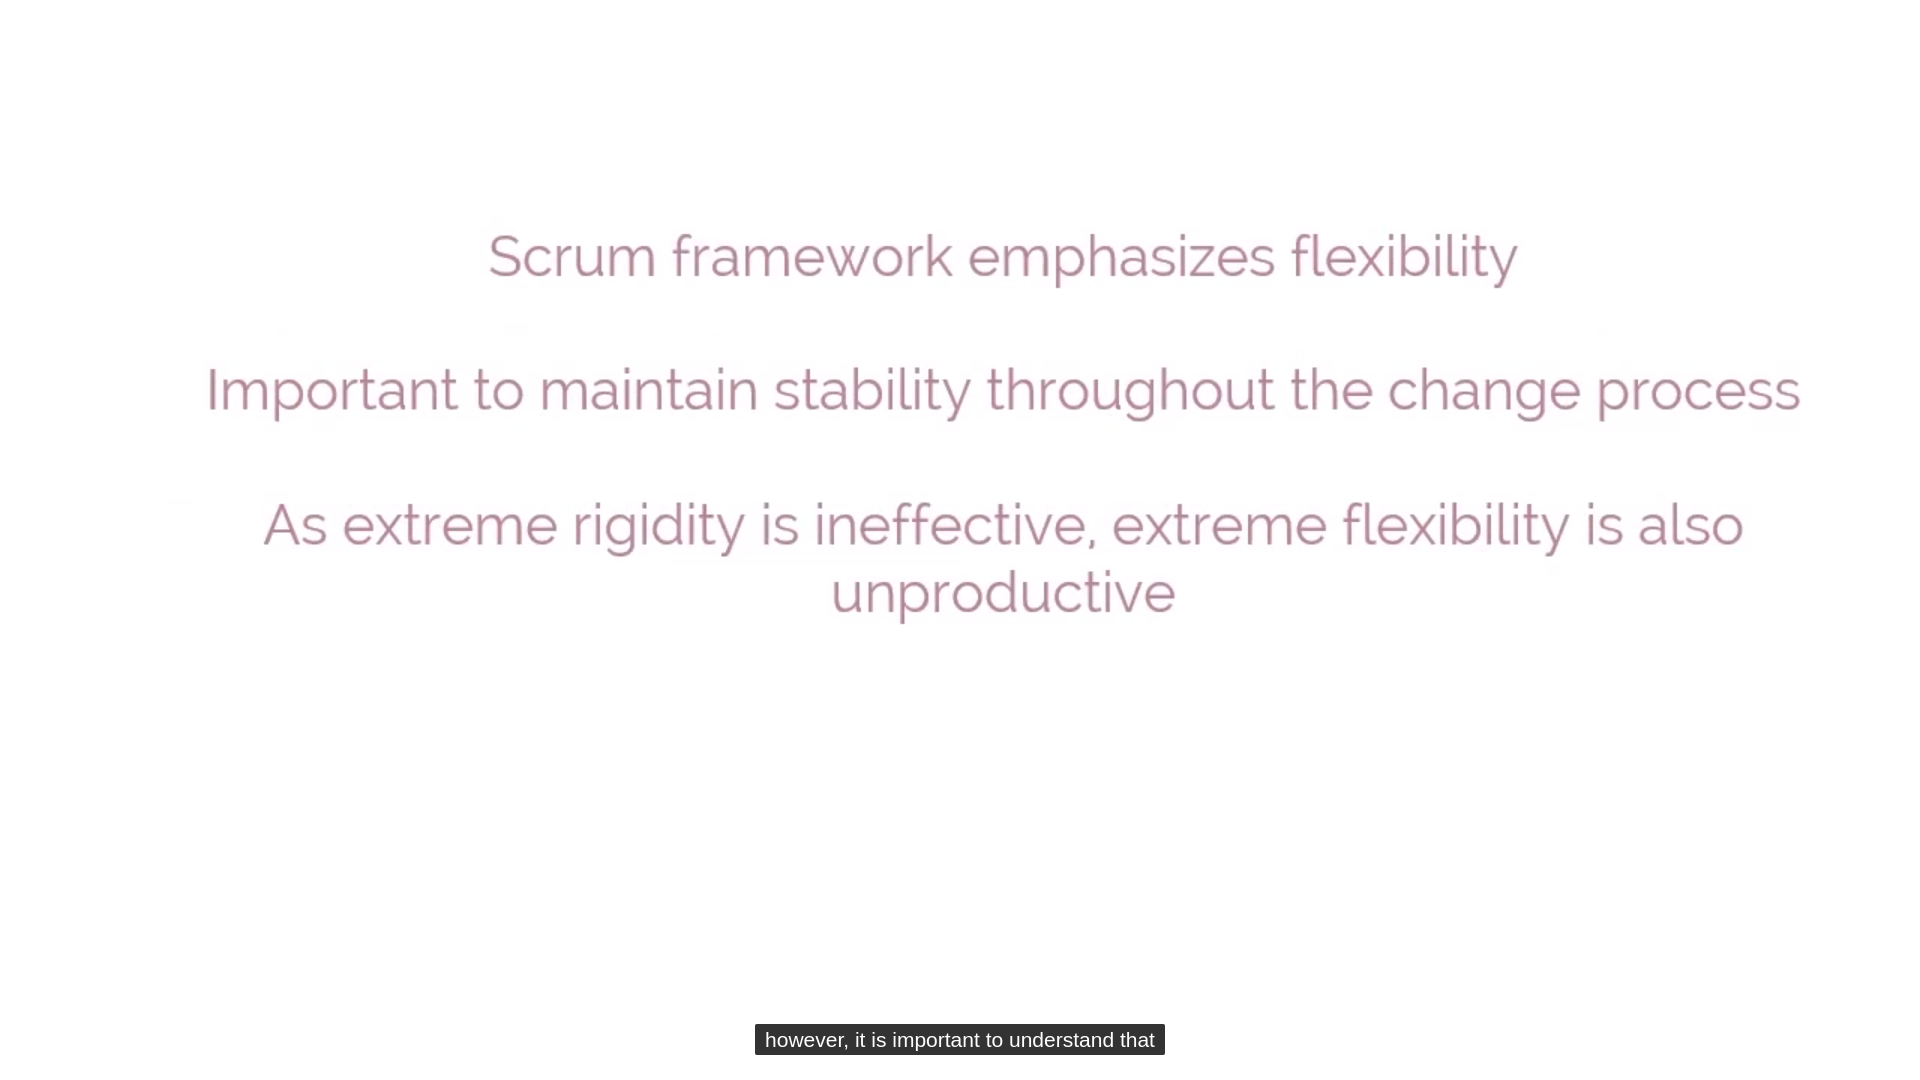 Scrum framework emphasizes flexibility
Important to maintain stability throughout the change process
As extreme rigidity is ineffective, extreme flexibility is also
unproductive
however, it is important to understand that